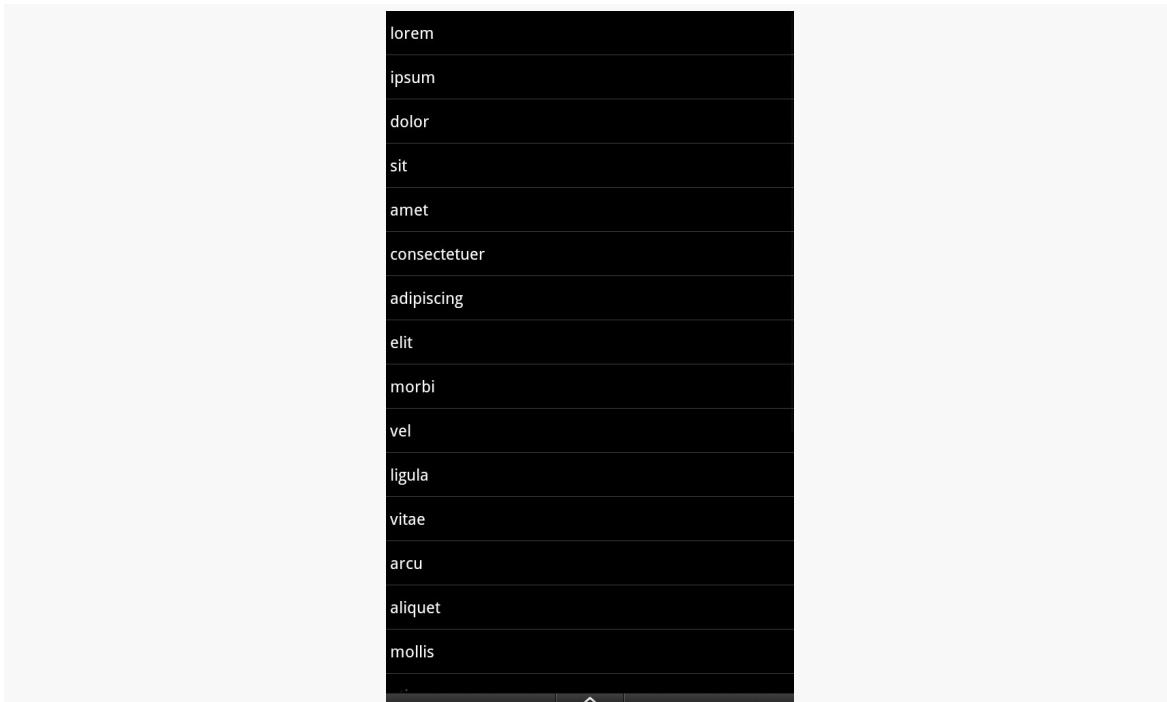 lorem
ipsum
dolor
sit
amet
consectetuer
adipiscing
elit
morbi
vel
ligula
vitae
arcu
aliquet
mollis